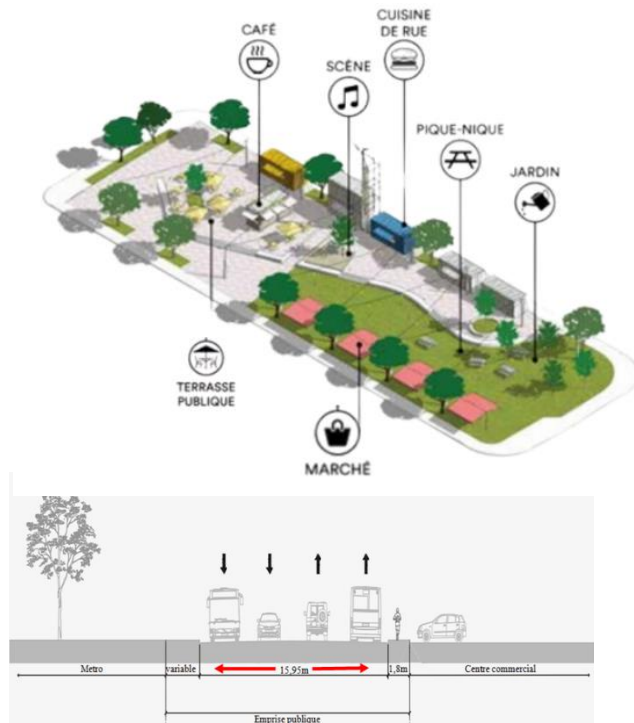 CAFÉ
CUISINE
DE RUE
SCÈNE
PIQUE-NIQUE
JARDIN
TERRASSE
PUBLIQUE
MARCHÉ
Metro
variable
15,95m
1,8m
Centre commercial
Emprise publique